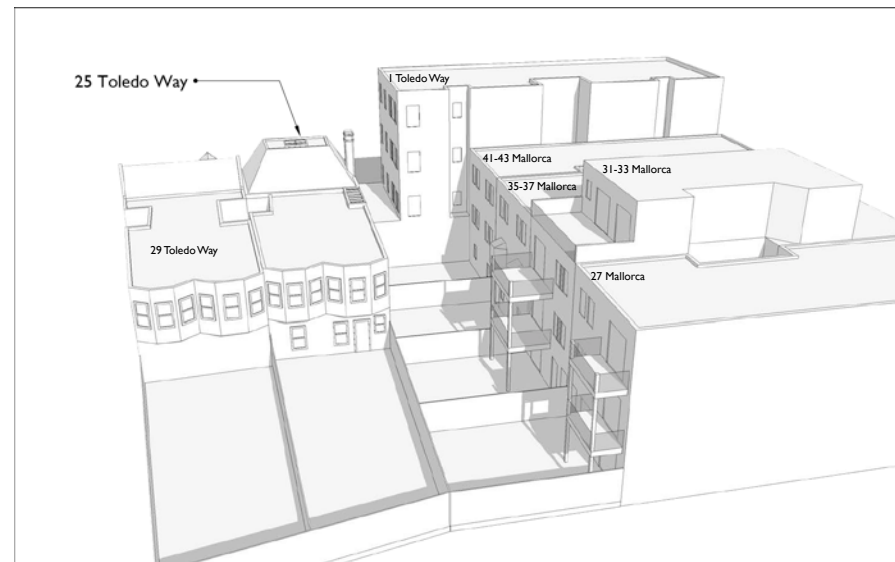 25 Toledo Way
1 Toledo Way
41-43 Mallorca
31-33 Mallorca
35-37 Mallorca
29 Toledo Way
27 Mallorca